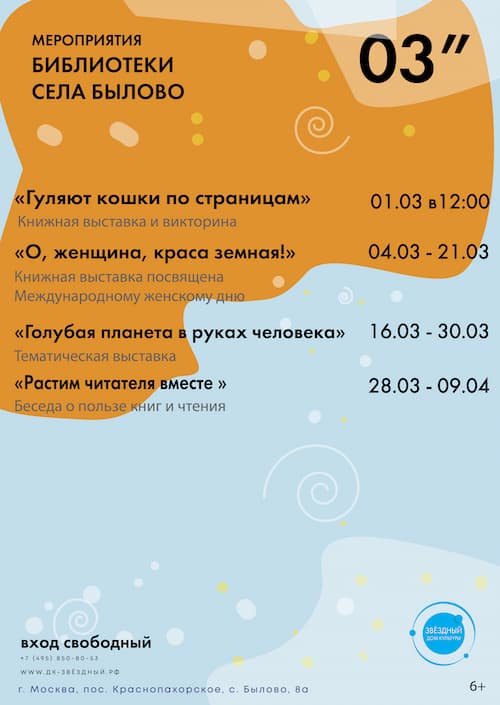 МЕРОПРИЯТИЯ
БИБЛИОТЕКИ
СЕЛА БЫЛОВО
03”
«Гуляют кошки по страницам»
01.03 в12:00
Книжная выставка и викторина
«О, женщина, краса земная!»
04.03 - 21.03
Книжная выставка посвящена
Международному женскому дню
«Голубая планета в руках человека»
16.03 - 30.03
Тематическая выставка
«Растим читателя вместе »
28.03 - 09.04
Беседа о пользе книг и чтения
ЗВЁЗДНЫЙ
ДОМ КУЛЬТУРЫ
вход свободный
+7 (495) 850-80-53
WWW.ДК-ЗВЁЗДНЫЙ.РФ
г. Москва, пос. Краснопахорское, с. Былово, 8а
6+